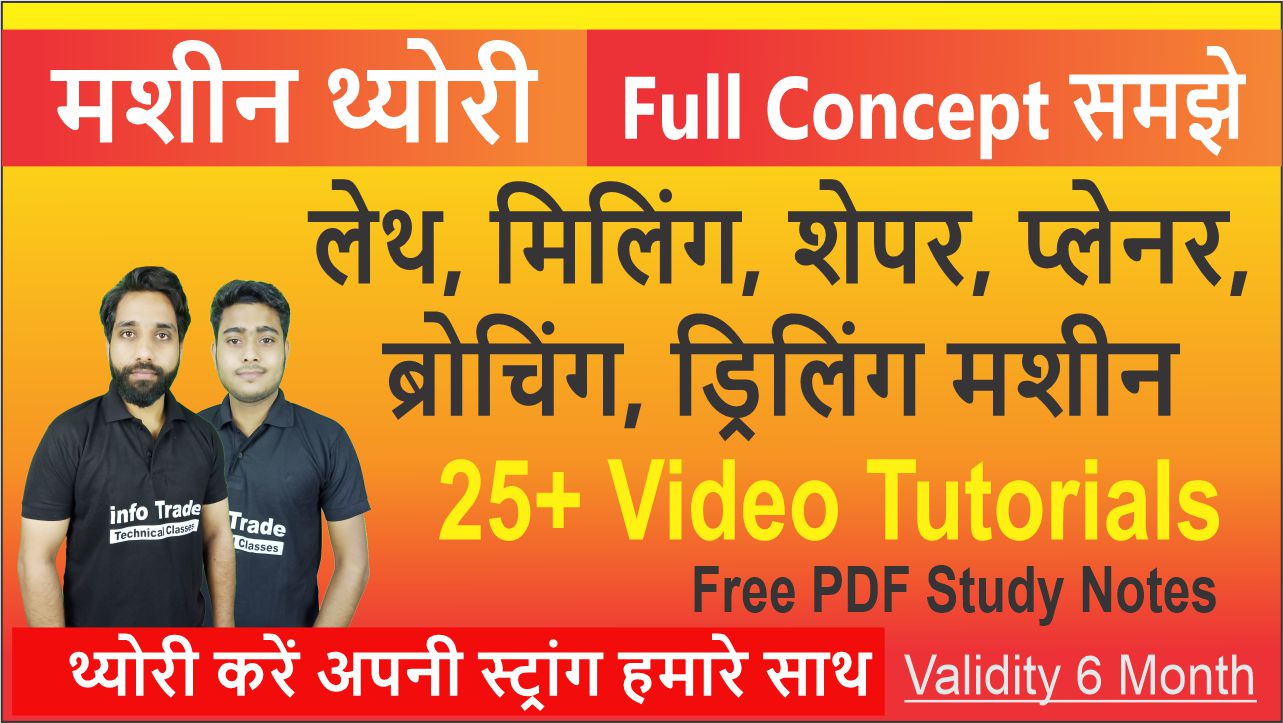 मशीन थ्योरी Full Concept समझे
लेथ, मिलिंग, शेपर, प्लेनर,
ब्रोचिंग, ड्रिलिंग मशीन
25+ Video Tutorials
Free PDF Study Notes
info Trade
Technical Classes
Trade
Classes
थ्योरी करें अपनी स्ट्रांग हमारे साथ
Validity 6 Month